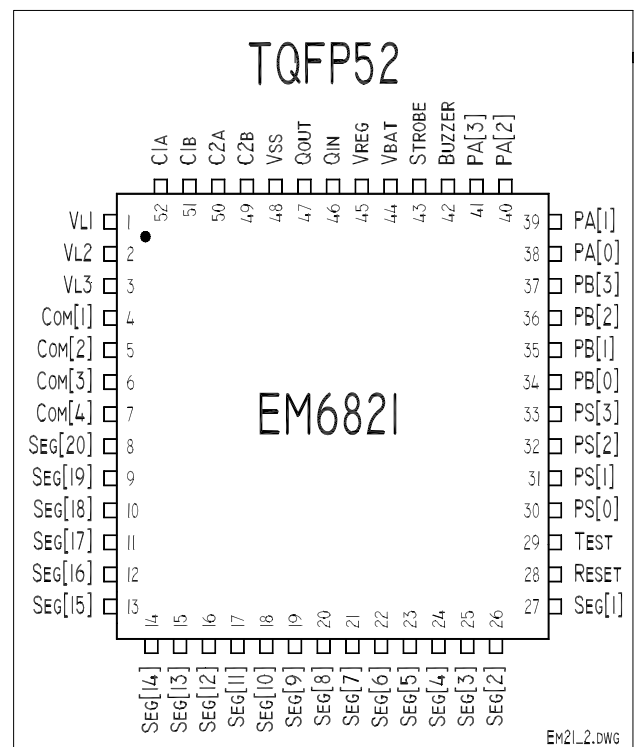 TQFP52
C1A C1B C2A C2B VSS QOUT QIN VREG VBAT STROBE BUZZER PA[3] PA[2]
52 51 50 49 48 47 46 45 44 43 42 41 40
VL1 1 39 PA[1]
VL2 2 38 PA[0]
VL3 3 37 PB[3]
COM[1] 4 36 PB[2]
COM[2] 5 35 PB[1]
COM[3] 6 34 PB[0]
COM[4] 7 33 PS[3]
EM6821
SEG[20] 8 32 PS[2]
SEG[19] 9 31 PS[1]
SEG[18] 10 30 PS[0]
SEG[17] 11 29 TEST
SEG[16] 12 28 RESET
SEG[15] 13 27 SEG[1]
14 15 16 17 18 19 20 21 22 23 24 25 26
SEG[14] SEG[13] SEG[12] SEG[11] SEG[10] SEG[9] SEG[8] SEG[7] SEG[6] SEG[5] SEG[4] SEG[3] SEG[2]
EM21_2.DWG